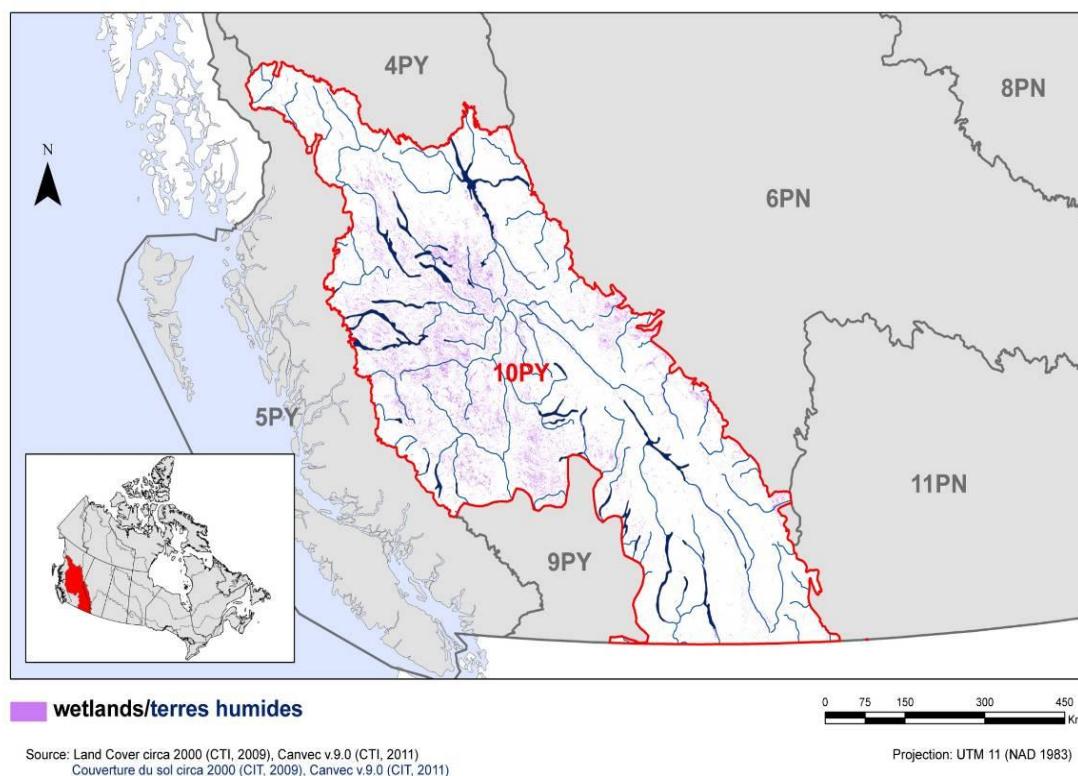 4PY
8PN
N
6PN
10PY
5PY
11PN
9PY
wetlands/terres humides
0 75 150 300 450
Km
Source: Land Cover circa 2000 (CTI, 2009), Canvec v.9.0 (CTI, 2011)
Couverture du sol circa 2000 (CIT, 2009), Canvec v.9.0 (CIT, 2011)
Projection: UTM 11 (NAD 1983)